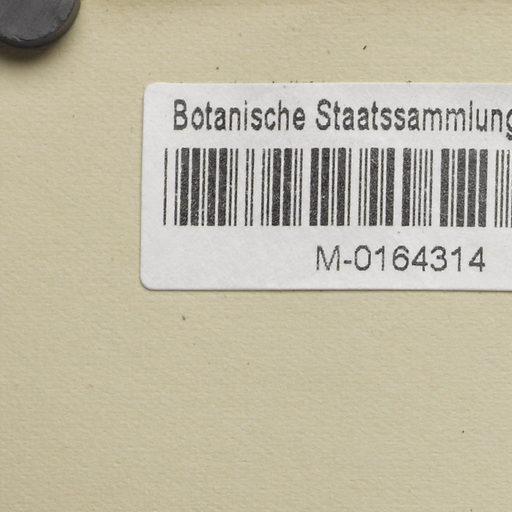 Botanische Staatssammlung
M-0164314